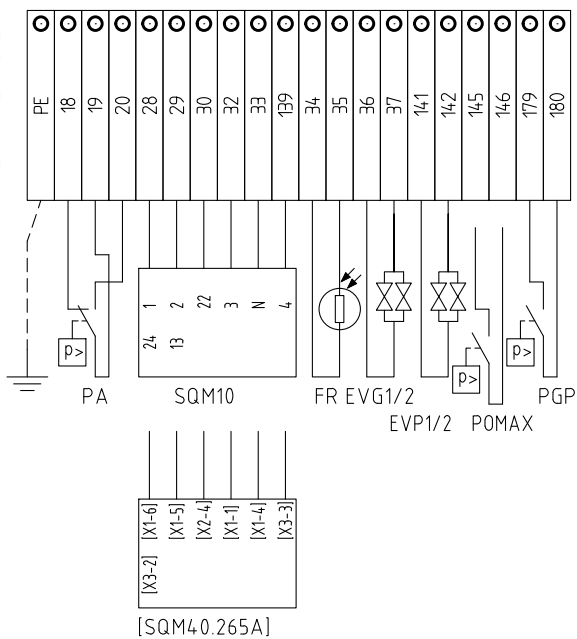 PE 18 19 20 28 29 30 32 33 139 34 35 36 37 141 142 145 146 179 180
1 2 22 3 N 4
24 13
p>
p>
p>
PA SQM10 FR EVG1/2 PGP
EVP1/2 POMAX
[X1-6] [X1-5] [X2-4] [X1-1] [X1-4] [X3-3]
[X3-2]
[SQM40.265A]